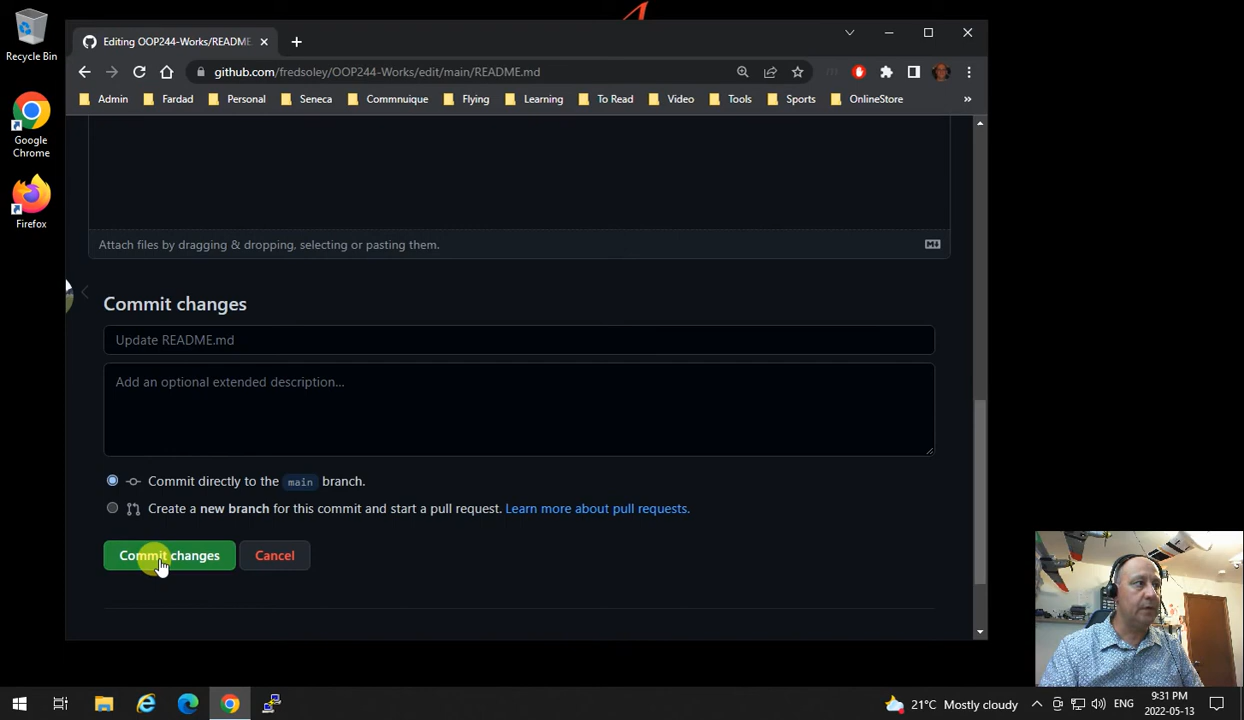 Recycle Bin
Google
Chrome
Firefox
Editing OOP244-Works/README.
github.com/fredsoley/OOP244-Works/edit/main/README.md
Admin
Fardad
Personal
Seneca
Commnuique
Flying
Learning
To Read
Video
Tools
Sports
OnlineStore
»
Attach files by dragging & dropping, selecting or pasting them.
Commit changes
Update README.md
Add an optional extended description...
Commit directly to the main branch.
Create a new branch for this commit and start a pull request. Learn more about pull requests.
Commit changes
Cancel
21°C Mostly cloudy
ENG
9:31 PM
2022-05-13